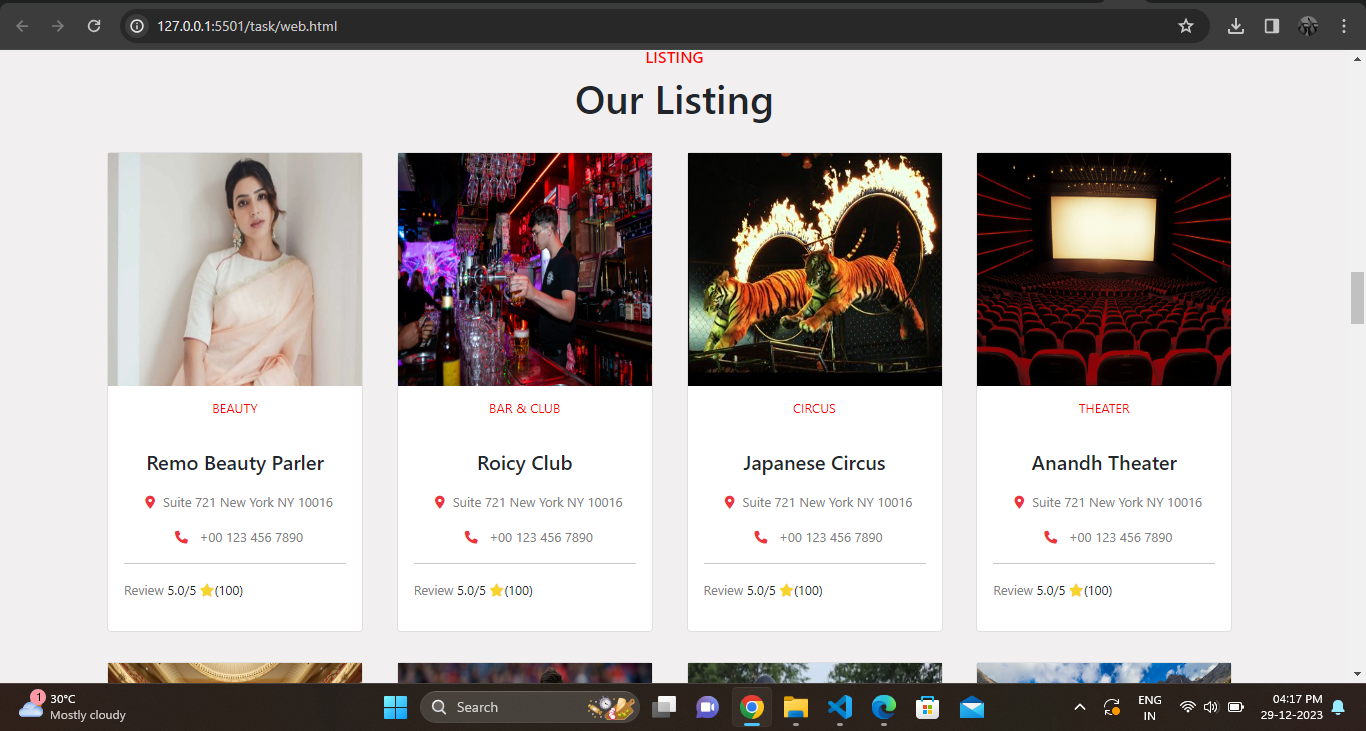 127.0.0.1:5501/task/web.html
LISTING
Our Listing
BEAUTY
Remo Beauty Parler
Suite 721 New York NY 10016
+00 123 456 7890
Review 5.0/5 ⭐(100)
BAR & CLUB
Roicy Club
Suite 721 New York NY 10016
+00 123 456 7890
Review 5.0/5 ⭐(100)
CIRCUS
Japanese Circus
Suite 721 New York NY 10016
+00 123 456 7890
Review 5.0/5 ⭐(100)
THEATER
Anandh Theater
Suite 721 New York NY 10016
+00 123 456 7890
Review 5.0/5 ⭐(100)
1
30°C
Mostly cloudy
Search
ENG
IN
04:17 PM
29-12-2023